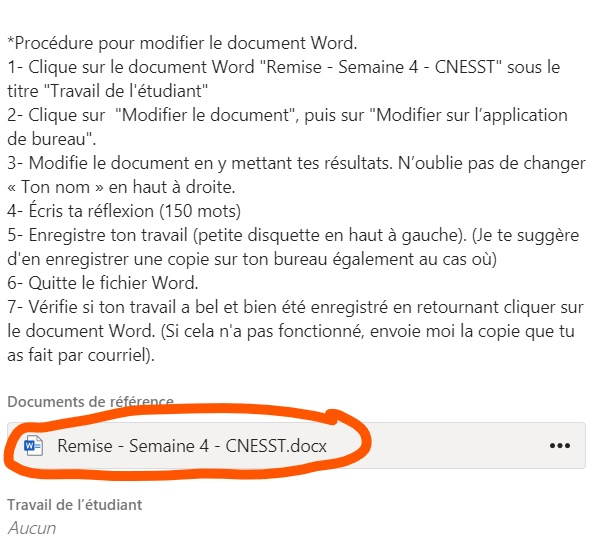 *Procédure pour modifier le document Word.
1- Clique sur le document Word "Remise - Semaine 4 - CNESST" sous le
titre "Travail de l'étudiant"
2- Clique sur  "Modifier le document", puis sur "Modifier sur l’application
de bureau".
3- Modifie le document en y mettant tes résultats. N’oublie pas de changer
« Ton nom » en haut à droite.
4- Écris ta réflexion (150 mots)
5- Enregistre ton travail (petite disquette en haut à gauche). (Je te suggère
d'en enregistrer une copie sur ton bureau également au cas où)
6- Quitte le fichier Word.
7- Vérifie si ton travail a bel et bien été enregistré en retournant cliquer sur
le document Word. (Si cela n'a pas fonctionné, envoie moi la copie que tu
as fait par courriel).
Documents de référence
Remise - Semaine 4 - CNESST.docx
Travail de l’étudiant
Aucun